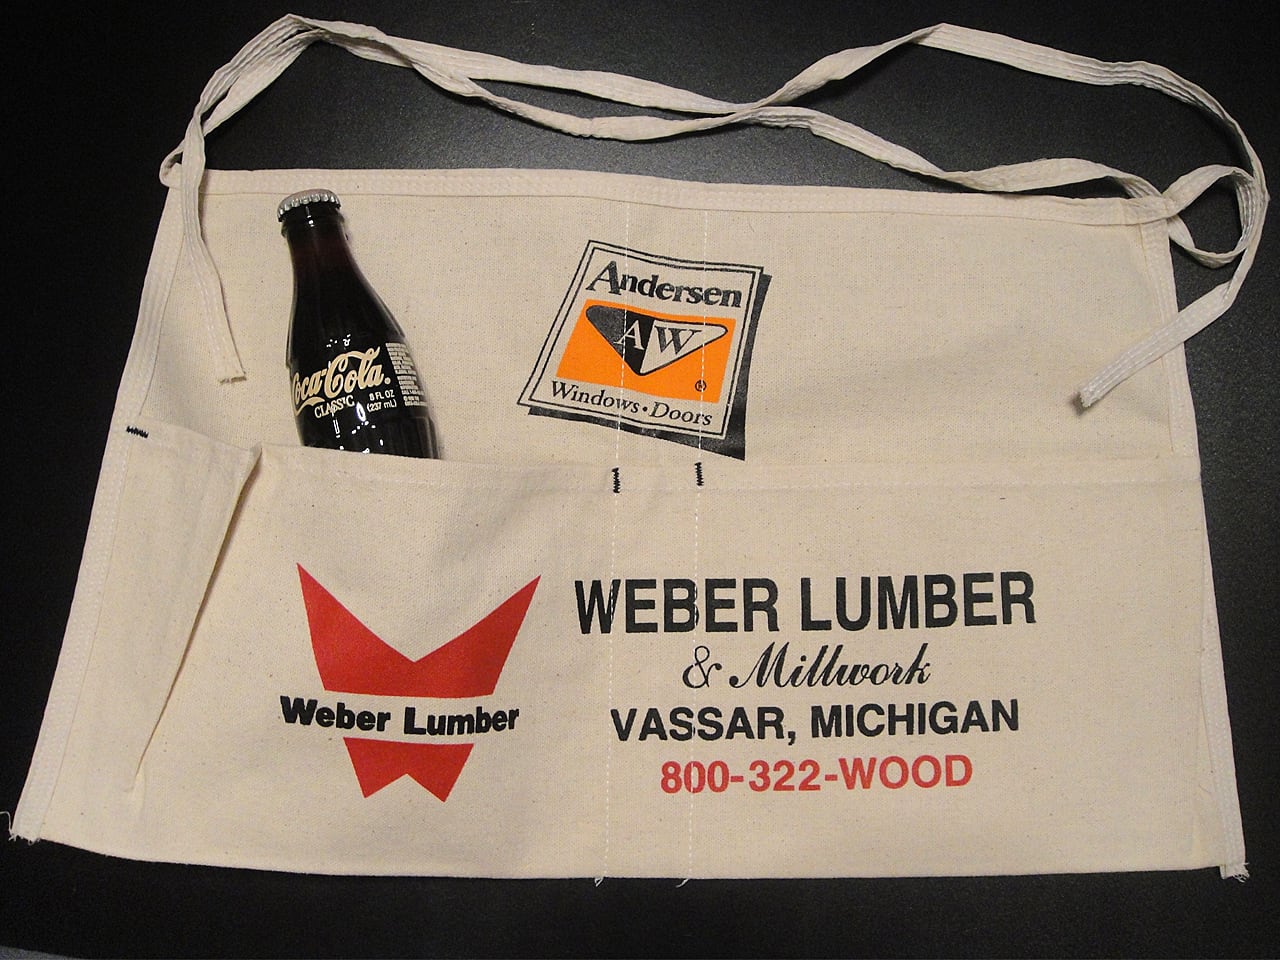 Andersen
AW
®
Windows • Doors
Coca-Cola®
CLASSIC
8 FL OZ
(237 mL)
WEBER LUMBER
& Millwork
VASSAR, MICHIGAN
800-322-WOOD
Weber Lumber